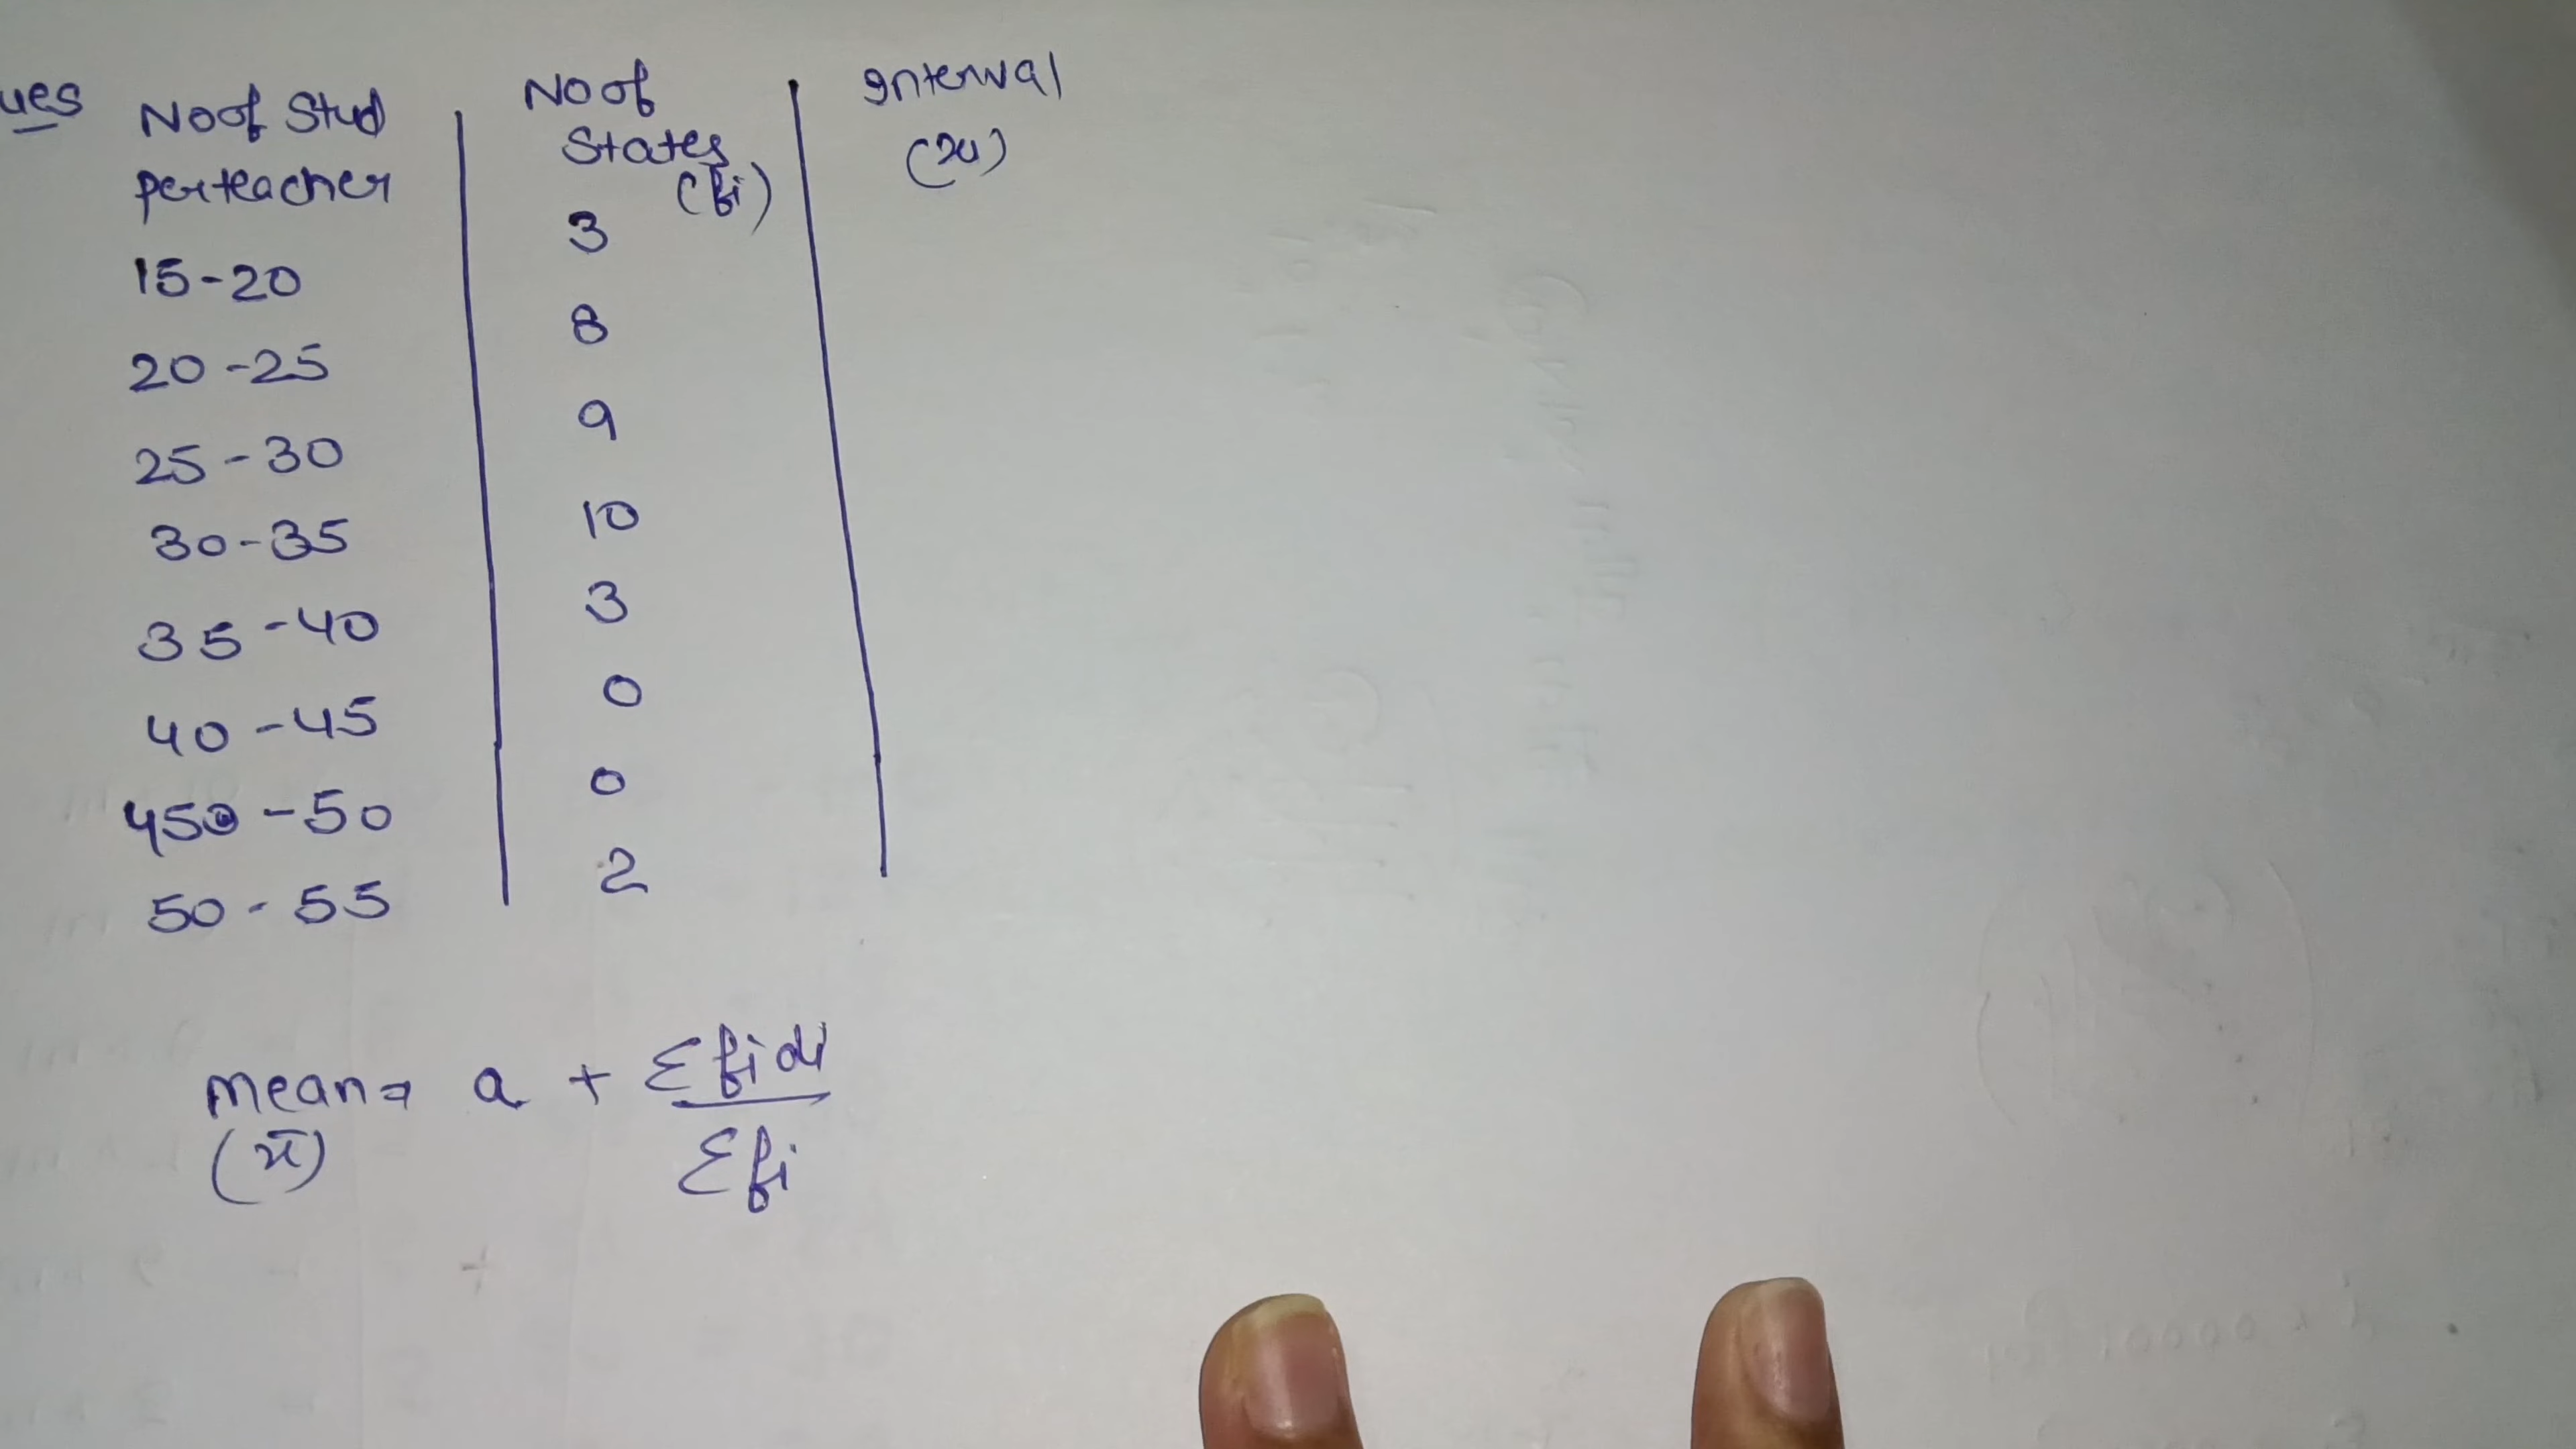 ues
No of Stud | No of | Interval
per teacher | States (fi) | (xi)
15-20 | 3
20-25 | 8
25-30 | 9
30-35 | 10
35-40 | 3
40-45 | 0
450-50 | 0
50-55 | 2
mean = a + Σfidi
(x̄) Σfi